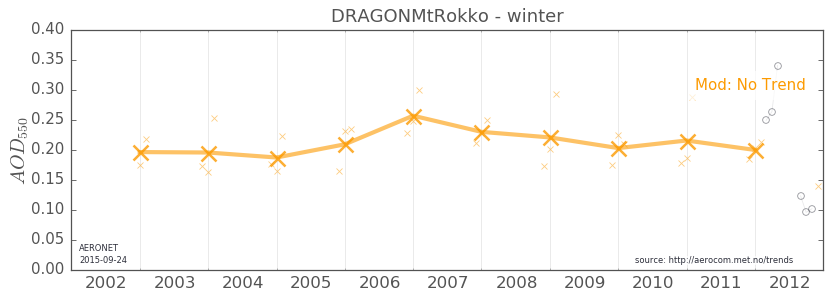 DRAGONMtRokko - winter
0.40
0.35
0.30
0.25
0.20
0.15
0.10
0.05
0.00
AOD550
Mod: No Trend
AERONET
2015-09-24
source: http://aerocom.met.no/trends
2002 2003 2004 2005 2006 2007 2008 2009 2010 2011 2012